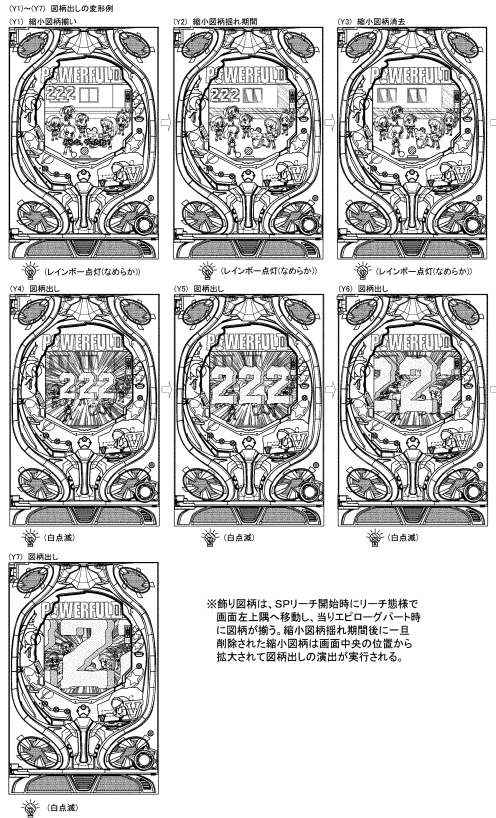 (Y1)~(Y7) 図柄出しの変形例
(Y1) 縮小図柄揃い
(Y2) 縮小図柄揺れ期間
(Y3) 縮小図柄消去
POWERFULⅡ
POWERFULⅡ
POWERFULⅡ
222
222
(レインボー点灯(なめらか))
(レインボー点灯(なめらか))
(レインボー点灯(なめらか))
(Y4) 図柄出し
(Y5) 図柄出し
(Y6) 図柄出し
POWERFULⅡ
POWERFULⅡ
POWERFULⅡ
222
222
222
(白点滅)
(白点滅)
(白点滅)
(Y7) 図柄出し
POWERFULⅡ
2
※飾り図柄は、SPリーチ開始時にリーチ態様で
画面左上隅へ移動し、当りエピローグパート時
に図柄が揃う。縮小図柄揺れ期間後に一旦
削除された縮小図柄は画面中央の位置から
拡大されて図柄出しの演出が実行される。
(白点滅)